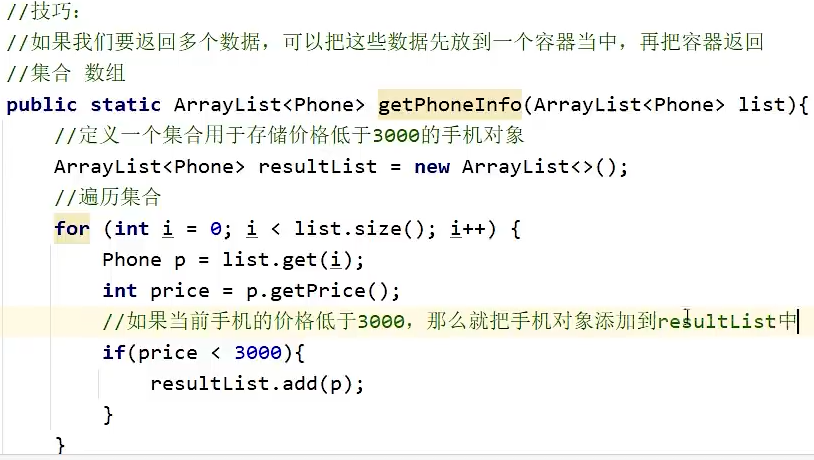 //技巧：
//如果我们要返回多个数据，可以把这些数据先放到一个容器当中，再把容器返回
//集合 数组
public static ArrayList<Phone> getPhoneInfo(ArrayList<Phone> list){
//定义一个集合用于存储价格低于3000的手机对象
ArrayList<Phone> resultList = new ArrayList<>();
//遍历集合
for (int i = 0; i < list.size(); i++) {
Phone p = list.get(i);
int price = p.getPrice();
//如果当前手机的价格低于3000，那么就把手机对象添加到resultList中
if(price < 3000){
resultList.add(p);
}
}